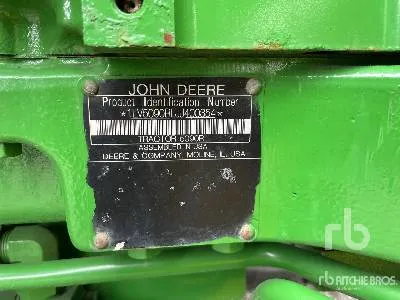 JOHN DEERE
Product Identification Number
TRACTOR 6090R
ASSEMBLED IN USA
DEERE & COMPANY, MOLINE, IL, USA
rb
rb RITCHIE BROS.